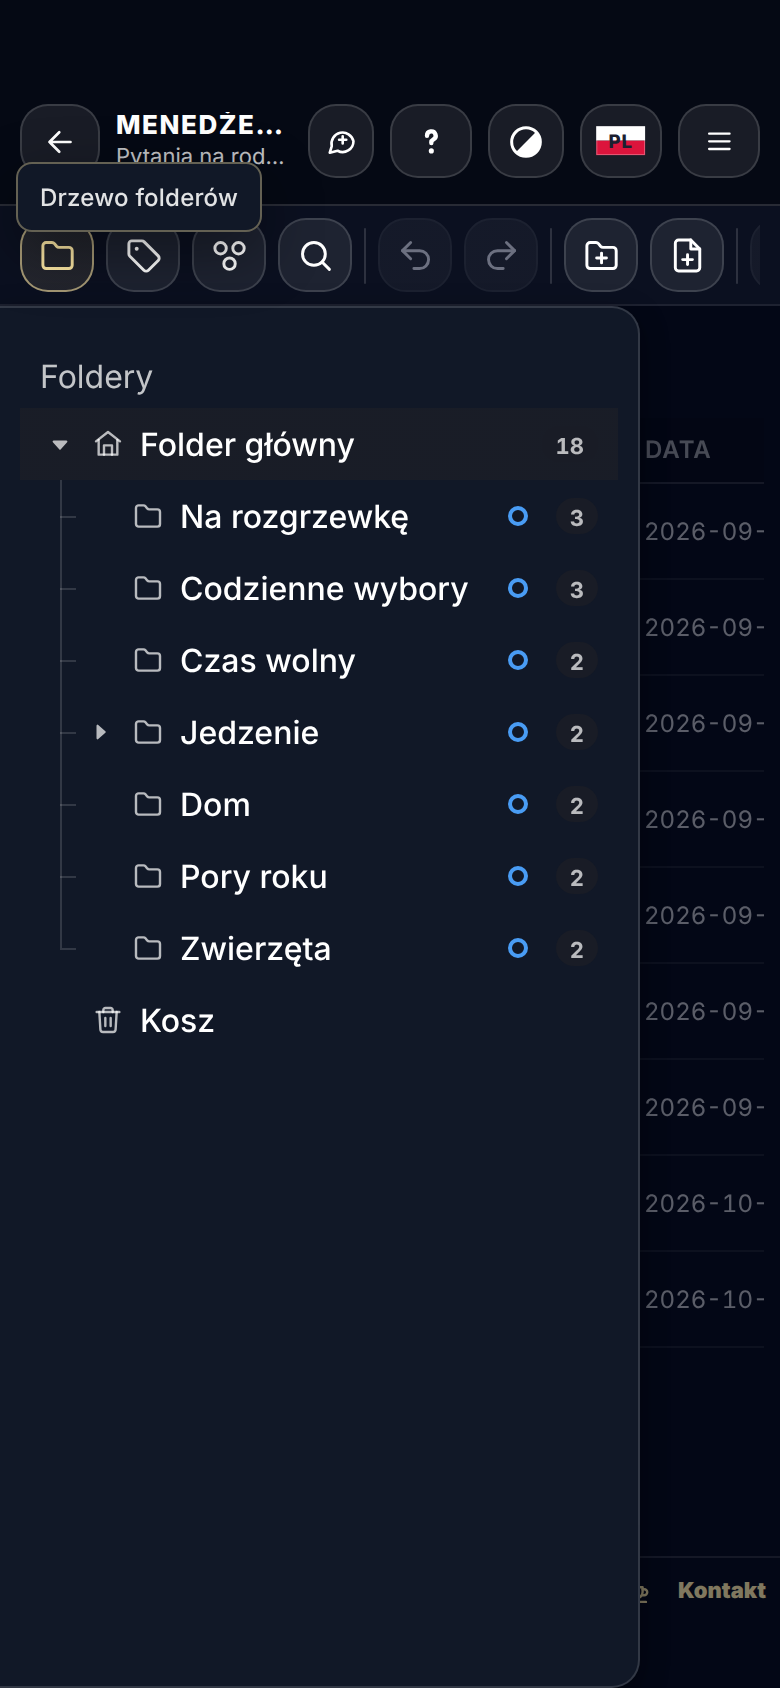 MENEDŻE...
Pytania na rod...
PL
Drzewo folderów
Foldery
Folder główny 18
DATA
Na rozgrzewkę 3
2026-09-
Codzienne wybory 3
2026-09-
Czas wolny 2
2026-09-
Jedzenie 2
2026-09-
Dom 2
2026-09-
Pory roku 2
2026-09-
Zwierzęta 2
2026-09-
Kosz
2026-10-
2026-10-
Kontakt